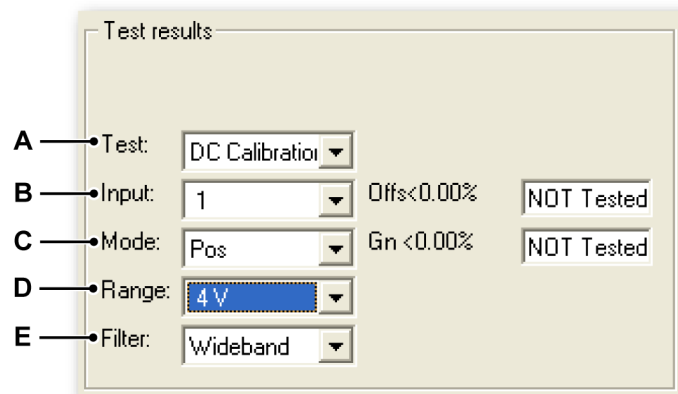 Test results
A Test: DC Calibration
B Input: 1 Offs<0.00% NOT Tested
C Mode: Pos Gn <0.00% NOT Tested
D Range: 4 V
E Filter: Wideband